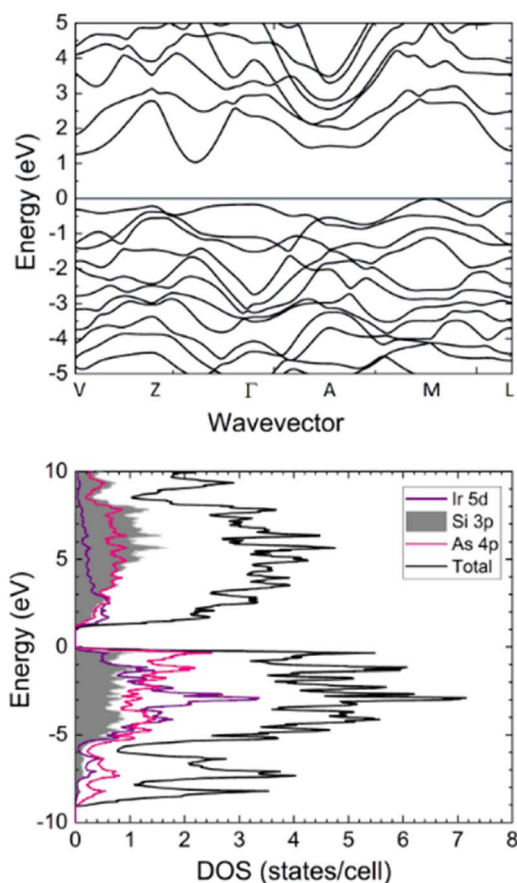 5
4
3
2
1
0
-1
-2
-3
-4
-5
Energy (eV)
V Z Γ A M L
Wavevector
10
5
0
-5
-10
Energy (eV)
Ir 5d
Si 3p
As 4p
Total
0 1 2 3 4 5 6 7 8
DOS (states/cell)